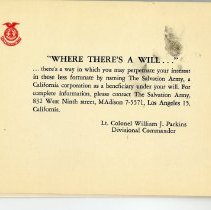 "WHERE THERE'S A WILL . . ."
. . . there's a way in which you may perpetuate your interest
in those less fortunate by naming The Salvation Army, a
California corporation as a beneficiary under your will. For
complete information, please contact The Salvation Army,
832 West Ninth street, MAdison 7-5571, Los Angeles 15,
California.
Lt. Colonel William J. Parkins
Divisional Commander